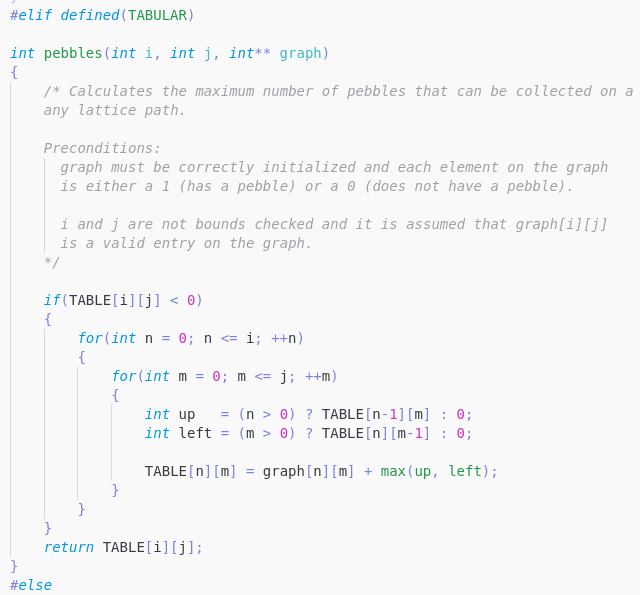 #elif defined(TABULAR)

int pebbles(int i, int j, int** graph)
{
    /* Calculates the maximum number of pebbles that can be collected on a
    any lattice path.

    Preconditions:
      graph must be correctly initialized and each element on the graph
      is either a 1 (has a pebble) or a 0 (does not have a pebble).

      i and j are not bounds checked and it is assumed that graph[i][j]
      is a valid entry on the graph.
    */

    if(TABLE[i][j] < 0)
    {
        for(int n = 0; n <= i; ++n)
        {
            for(int m = 0; m <= j; ++m)
            {
                int up   = (n > 0) ? TABLE[n-1][m] : 0;
                int left = (m > 0) ? TABLE[n][m-1] : 0;

                TABLE[n][m] = graph[n][m] + max(up, left);
            }
        }
    }
    return TABLE[i][j];
}
#else